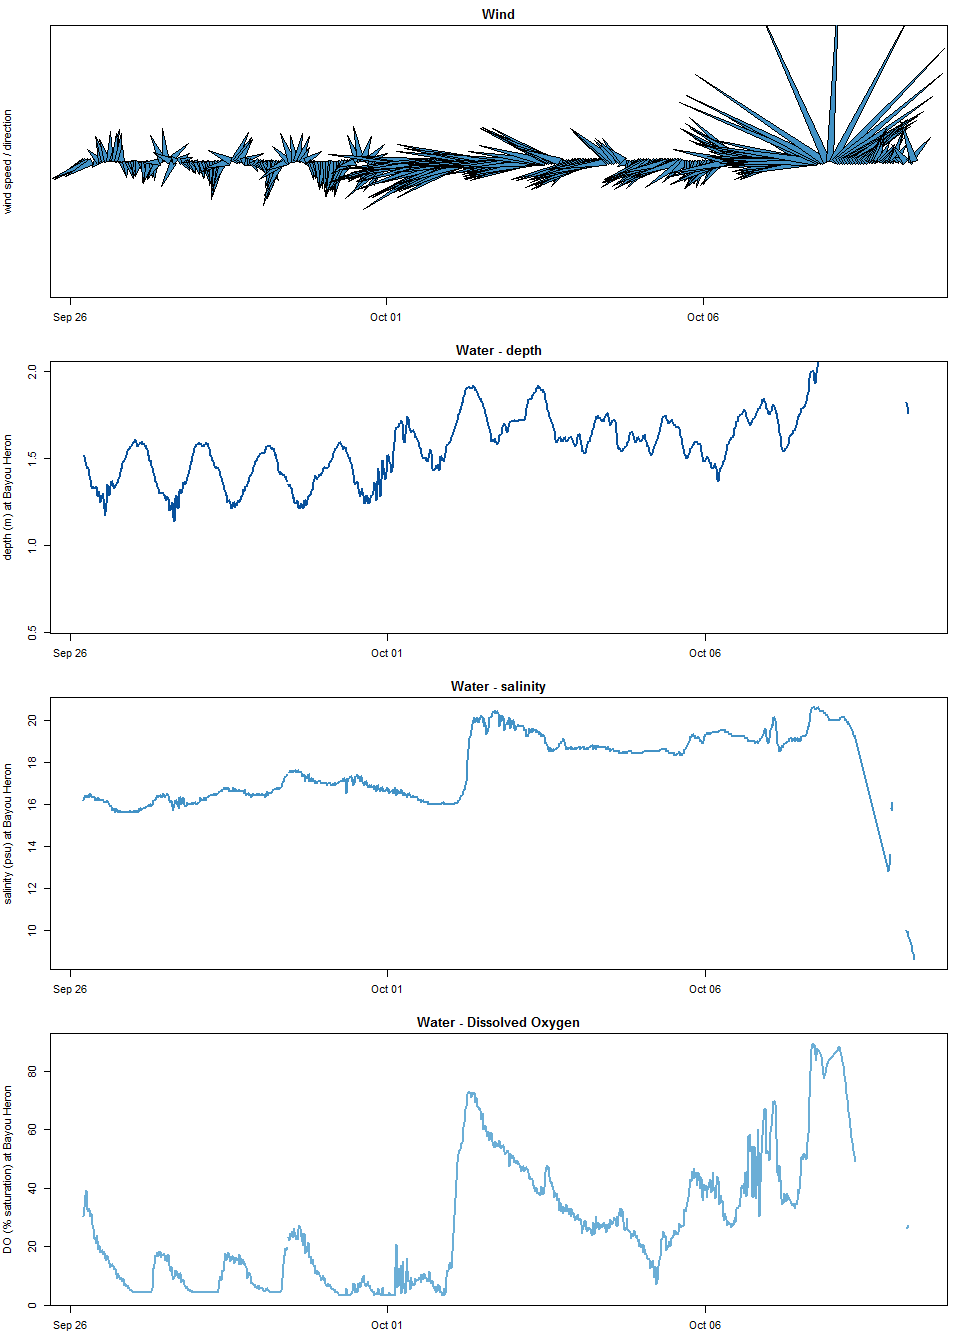 Wind
wind speed / direction
Sep 26
Oct 01
Oct 06
Water - depth
depth (m) at Bayou Heron
2.0
1.5
1.0
0.5
Sep 26
Oct 01
Oct 06
Water - salinity
salinity (psu) at Bayou Heron
20
18
16
14
12
10
Sep 26
Oct 01
Oct 06
Water - Dissolved Oxygen
DO (% saturation) at Bayou Heron
80
60
40
20
0
Sep 26
Oct 01
Oct 06